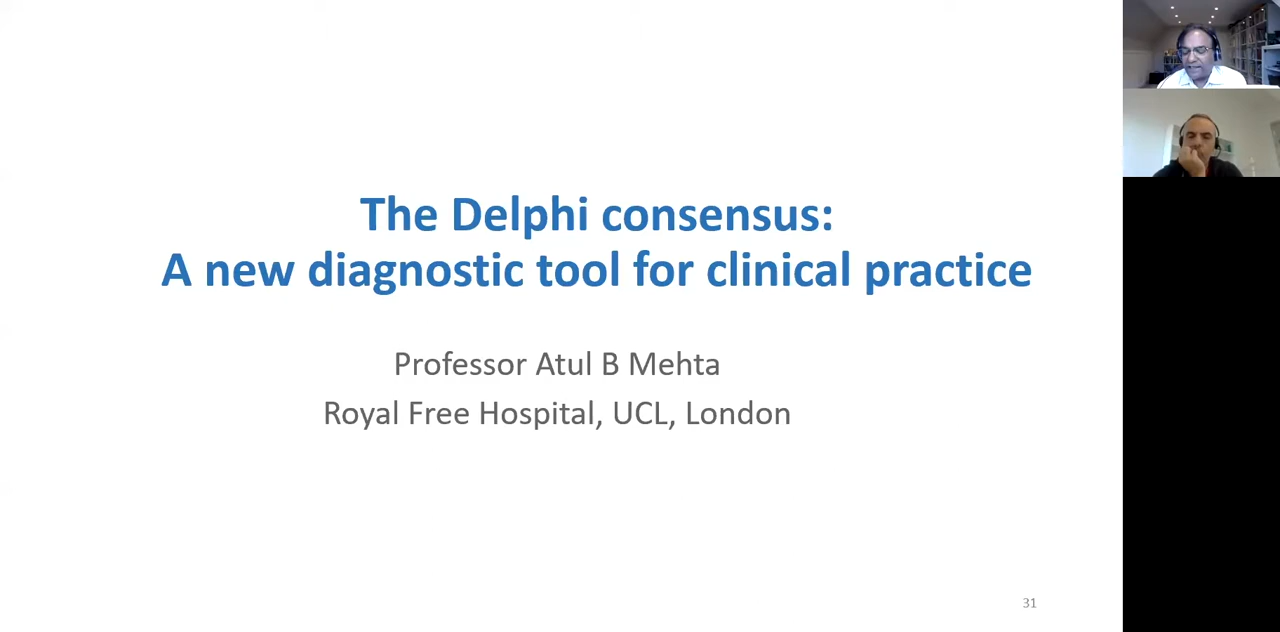 The Delphi consensus:
A new diagnostic tool for clinical practice
Professor Atul B Mehta
Royal Free Hospital, UCL, London
31